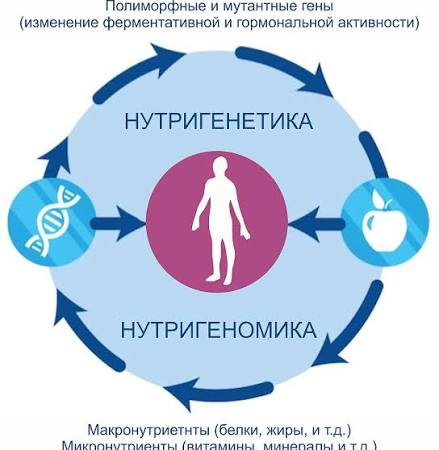 Полиморфные и мутантные гены
(изменение ферментативной и гормональной активности)
НУТРИГЕНЕТИКА
НУТРИГЕНОМИКА
Макронутриетнты (белки, жиры, и т.д.)
Микронутриенты (витамины, минералы и т.д.)